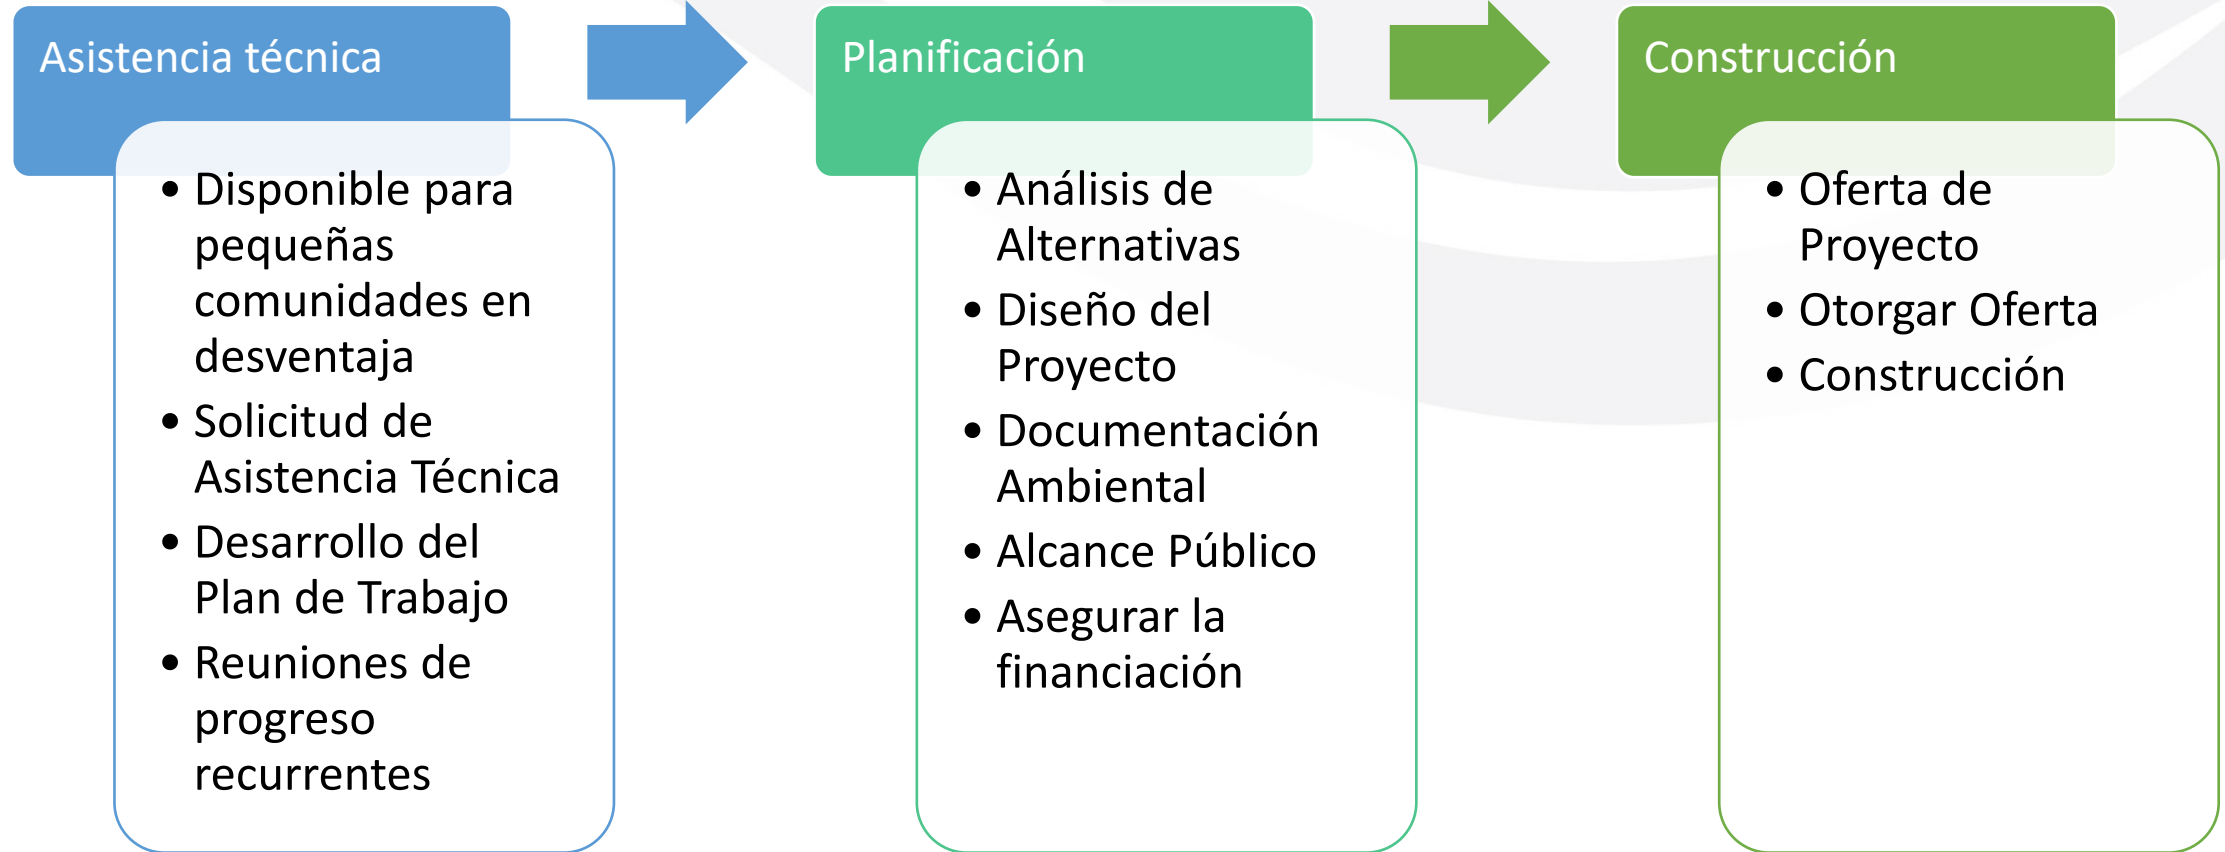 Asistencia técnica
• Disponible para
pequeñas
comunidades en
desventaja
• Solicitud de
Asistencia Técnica
• Desarrollo del
Plan de Trabajo
• Reuniones de
progreso
recurrentes
Planificación
• Análisis de
Alternativas
• Diseño del
Proyecto
• Documentación
Ambiental
• Alcance Público
• Asegurar la
financiación
Construcción
• Oferta de
Proyecto
• Otorgar Oferta
• Construcción